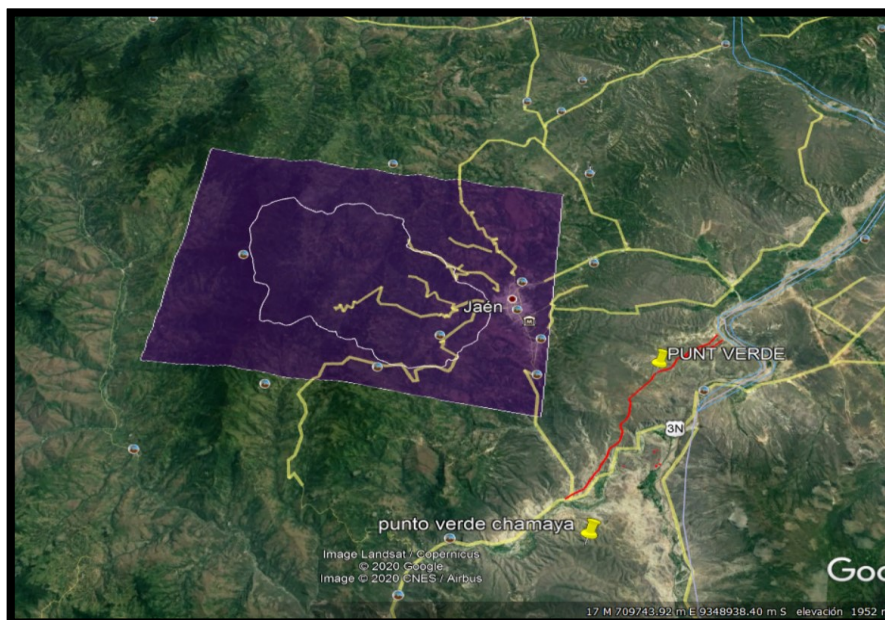 Jaén
PUNT VERDE
3N
punto verde chamaya
Image Landsat / Copernicus
© 2020 Google
Image © 2020 CNES / Airbus
Goo
17 M 709743.92 m E 9348938.40 m S elevación 1952 m